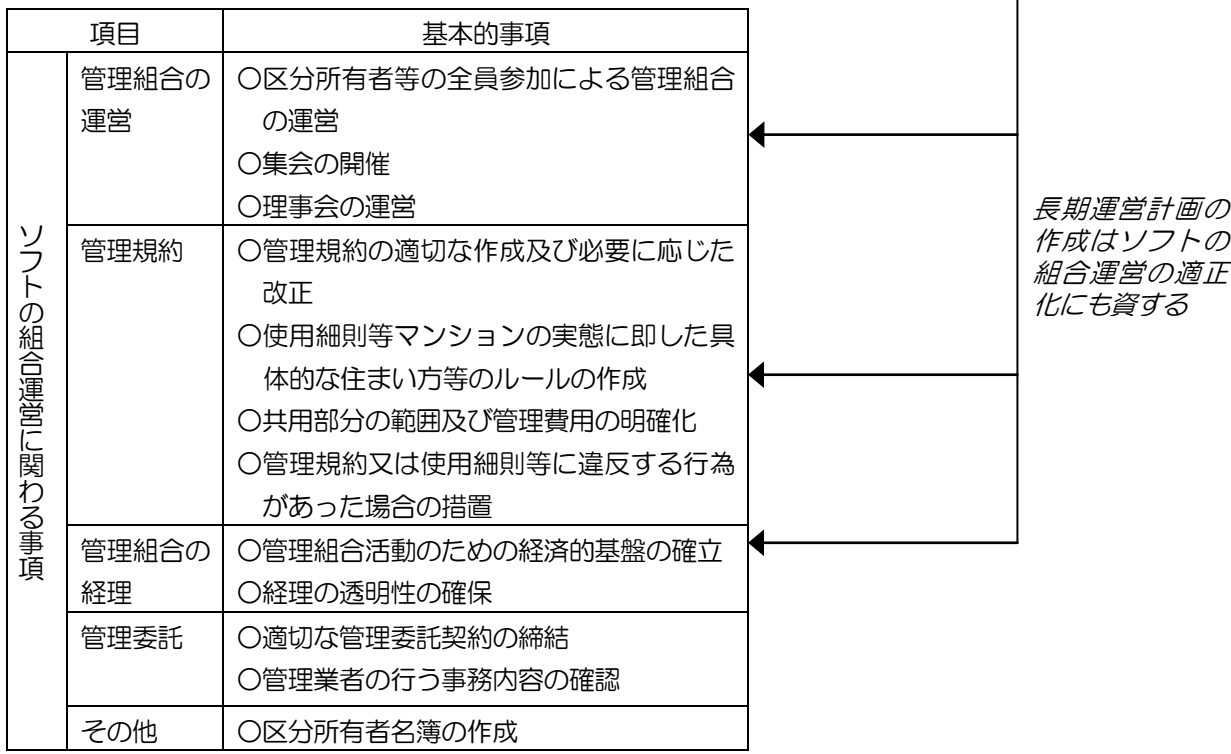 項目
基本的事項
ソフトの組合運営に関わる事項
管理組合の
運営
〇区分所有者等の全員参加による管理組合
の運営
〇集会の開催
〇理事会の運営
管理規約
〇管理規約の適切な作成及び必要に応じた
改正
〇使用細則等マンションの実態に即した具
体的な住まい方等のルールの作成
〇共用部分の範囲及び管理費用の明確化
〇管理規約又は使用細則等に違反する行為
があった場合の措置
管理組合の
経理
〇管理組合活動のための経済的基盤の確立
〇経理の透明性の確保
管理委託
〇適切な管理委託契約の締結
〇管理業者の行う事務内容の確認
その他
〇区分所有者名簿の作成
長期運営計画の
作成はソフトの
組合運営の適正
化にも資する